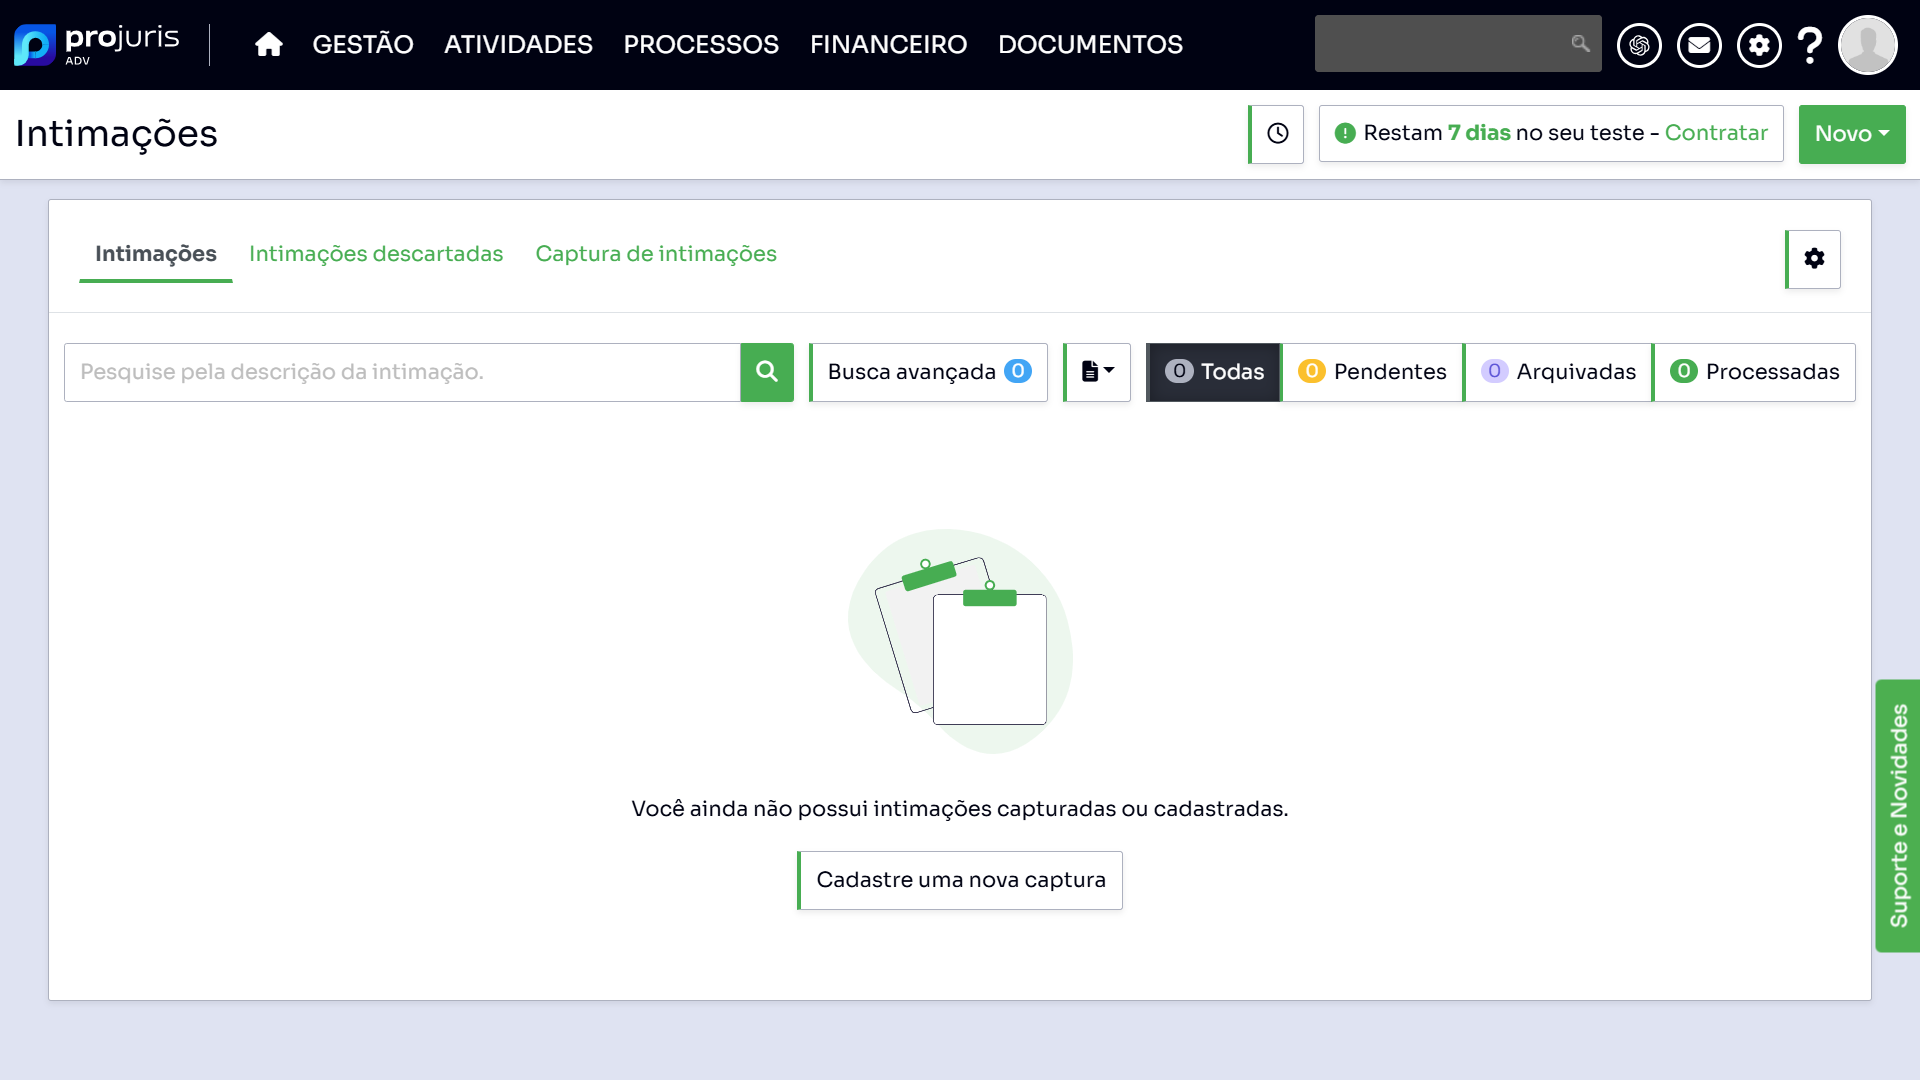 projuris
ADV
GESTÃO
ATIVIDADES
PROCESSOS
FINANCEIRO
DOCUMENTOS
?
Intimações
! Restam 7 dias no seu teste - Contratar
Novo
Intimações
Intimações descartadas
Captura de intimações
Pesquise pela descrição da intimação.
Busca avançada 0
0 Todas
0 Pendentes
0 Arquivadas
0 Processadas
Você ainda não possui intimações capturadas ou cadastradas.
Cadastre uma nova captura
Suporte e Novidades